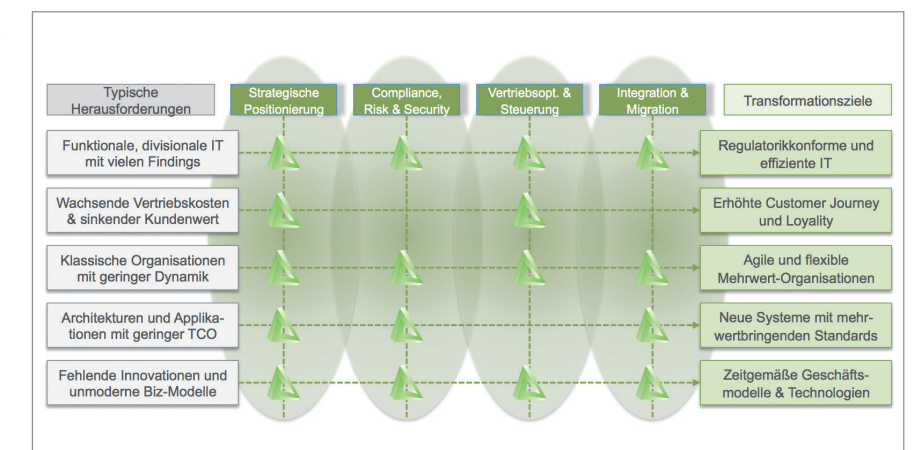 Typische
Herausforderungen
Strategische
Positionierung
Compliance,
Risk & Security
Vertriebsopt. &
Steuerung
Integration &
Migration
Transformationsziele
Funktionale, divisionale IT
mit vielen Findings
Regulatorikkonforme und
effiziente IT
Wachsende Vertriebskosten
& sinkender Kundenwert
Erhöhte Customer Journey
und Loyality
Klassische Organisationen
mit geringer Dynamik
Agile und flexible
Mehrwert-Organisationen
Architekturen und Applika-
tionen mit geringer TCO
Neue Systeme mit mehr-
wertbringenden Standards
Fehlende Innovationen und
unmoderne Biz-Modelle
Zeitgemäße Geschäfts-
modelle & Technologien